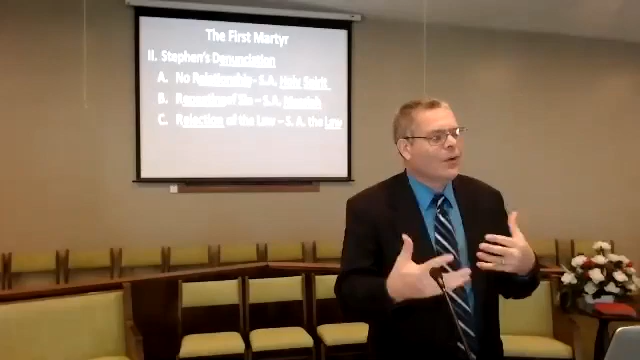 The First Martyr
II. Stephen's Denunciation
A. No Relationship - S.A. Holy Spirit
B. Rejection of Sin – S.A. Messiah
C. Rejection of the Law – S. A. the Law